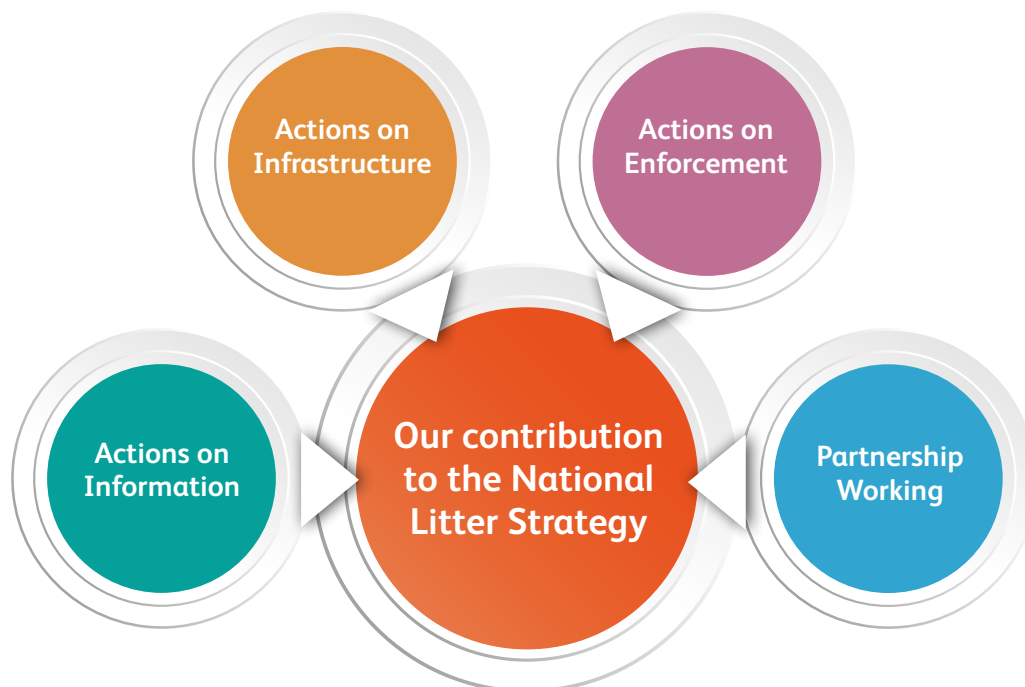 Actions on
Infrastructure
Actions on
Enforcement
Actions on
Information
Our contribution
to the National
Litter Strategy
Partnership
Working